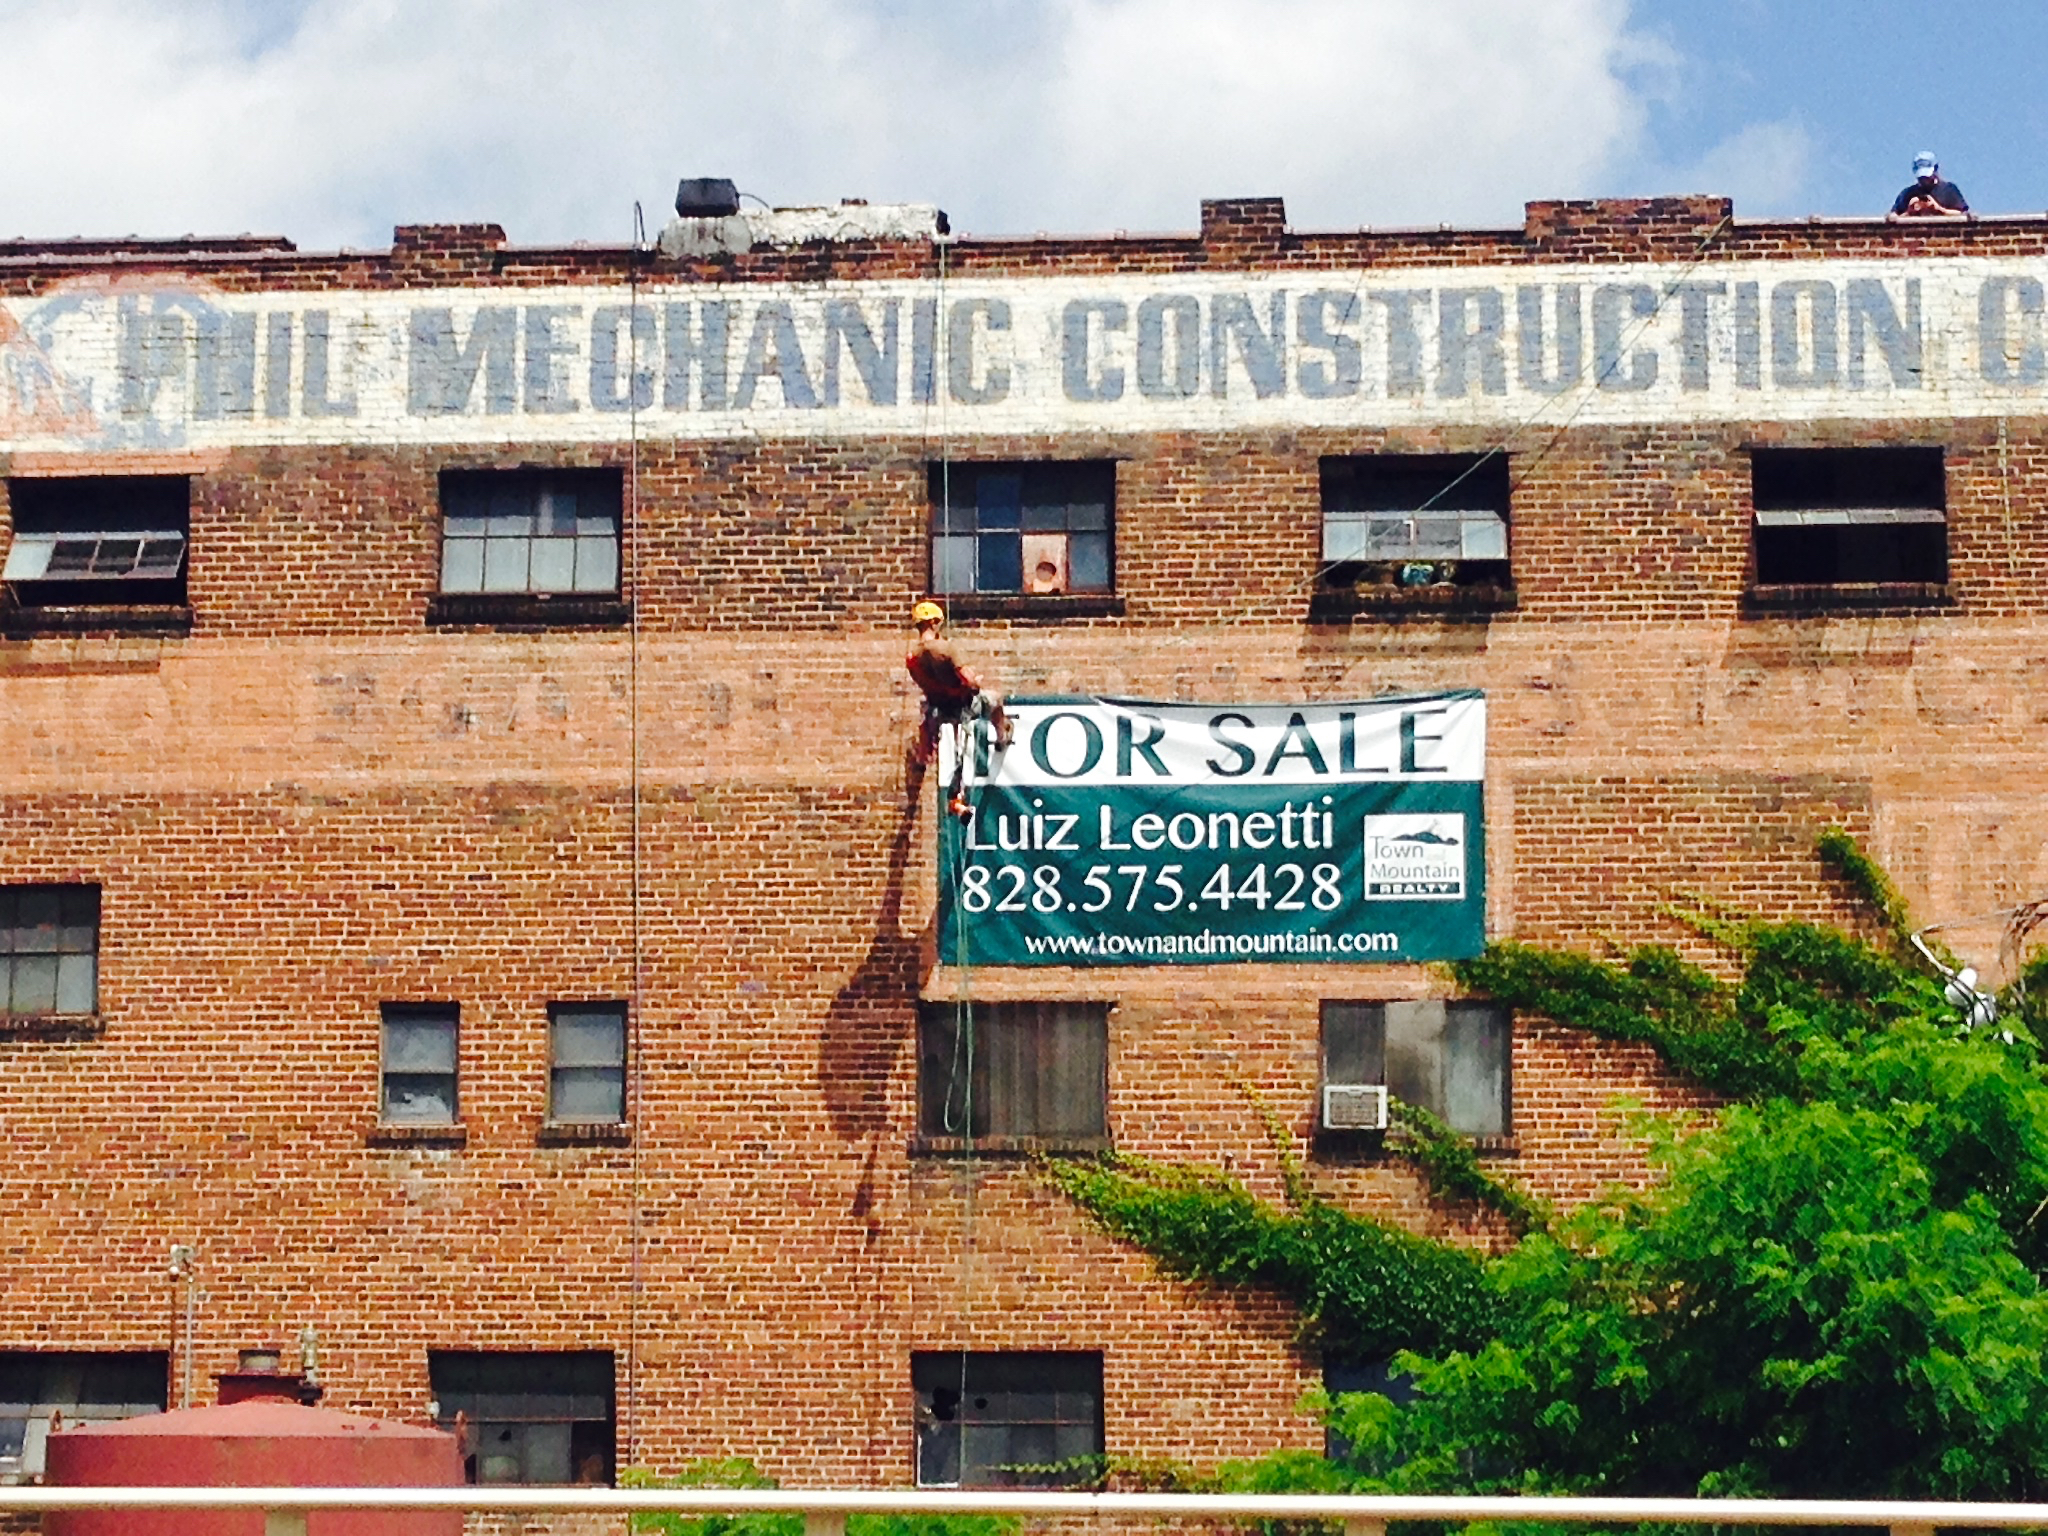 PHIL MECHANIC CONSTRUCTION C
FOR SALE
Luiz Leonetti
828.575.4428
Town
Mountain
REALTY
www.townandmountain.com